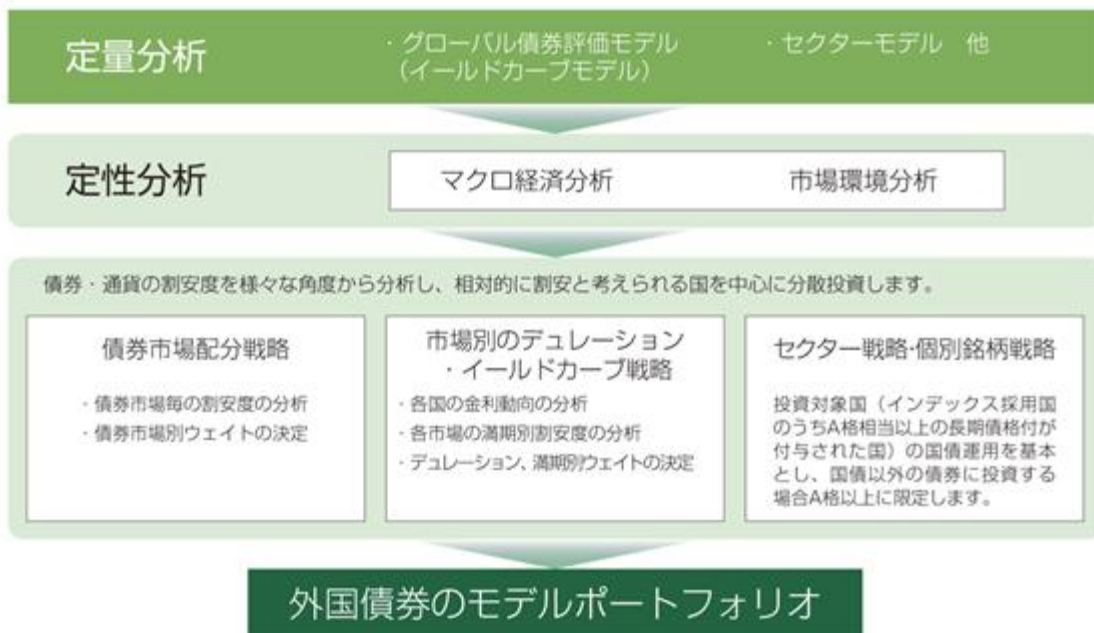 定量分析
・グローバル債券評価モデル
(イールドカーブモデル)
・セクターモデル 他
定性分析
マクロ経済分析
市場環境分析
債券・通貨の割安度を様々な角度から分析し、相対的に割安と考えられる国を中心に分散投資します。
債券市場配分戦略
・債券市場毎の割安度の分析
・債券市場別ウェイトの決定
市場別のデュレーション
・イールドカーブ戦略
・各国の金利動向の分析
・各市場の満期別割安度の分析
・デュレーション、満期別ウェイトの決定
セクター戦略・個別銘柄戦略
投資対象国(インデックス採用国
のうちA格相当以上の長期債格付が
付与された国)の国債運用を基本
とし、国債以外の債券に投資する
場合A格以上に限定します。
外国債券のモデルポートフォリオ